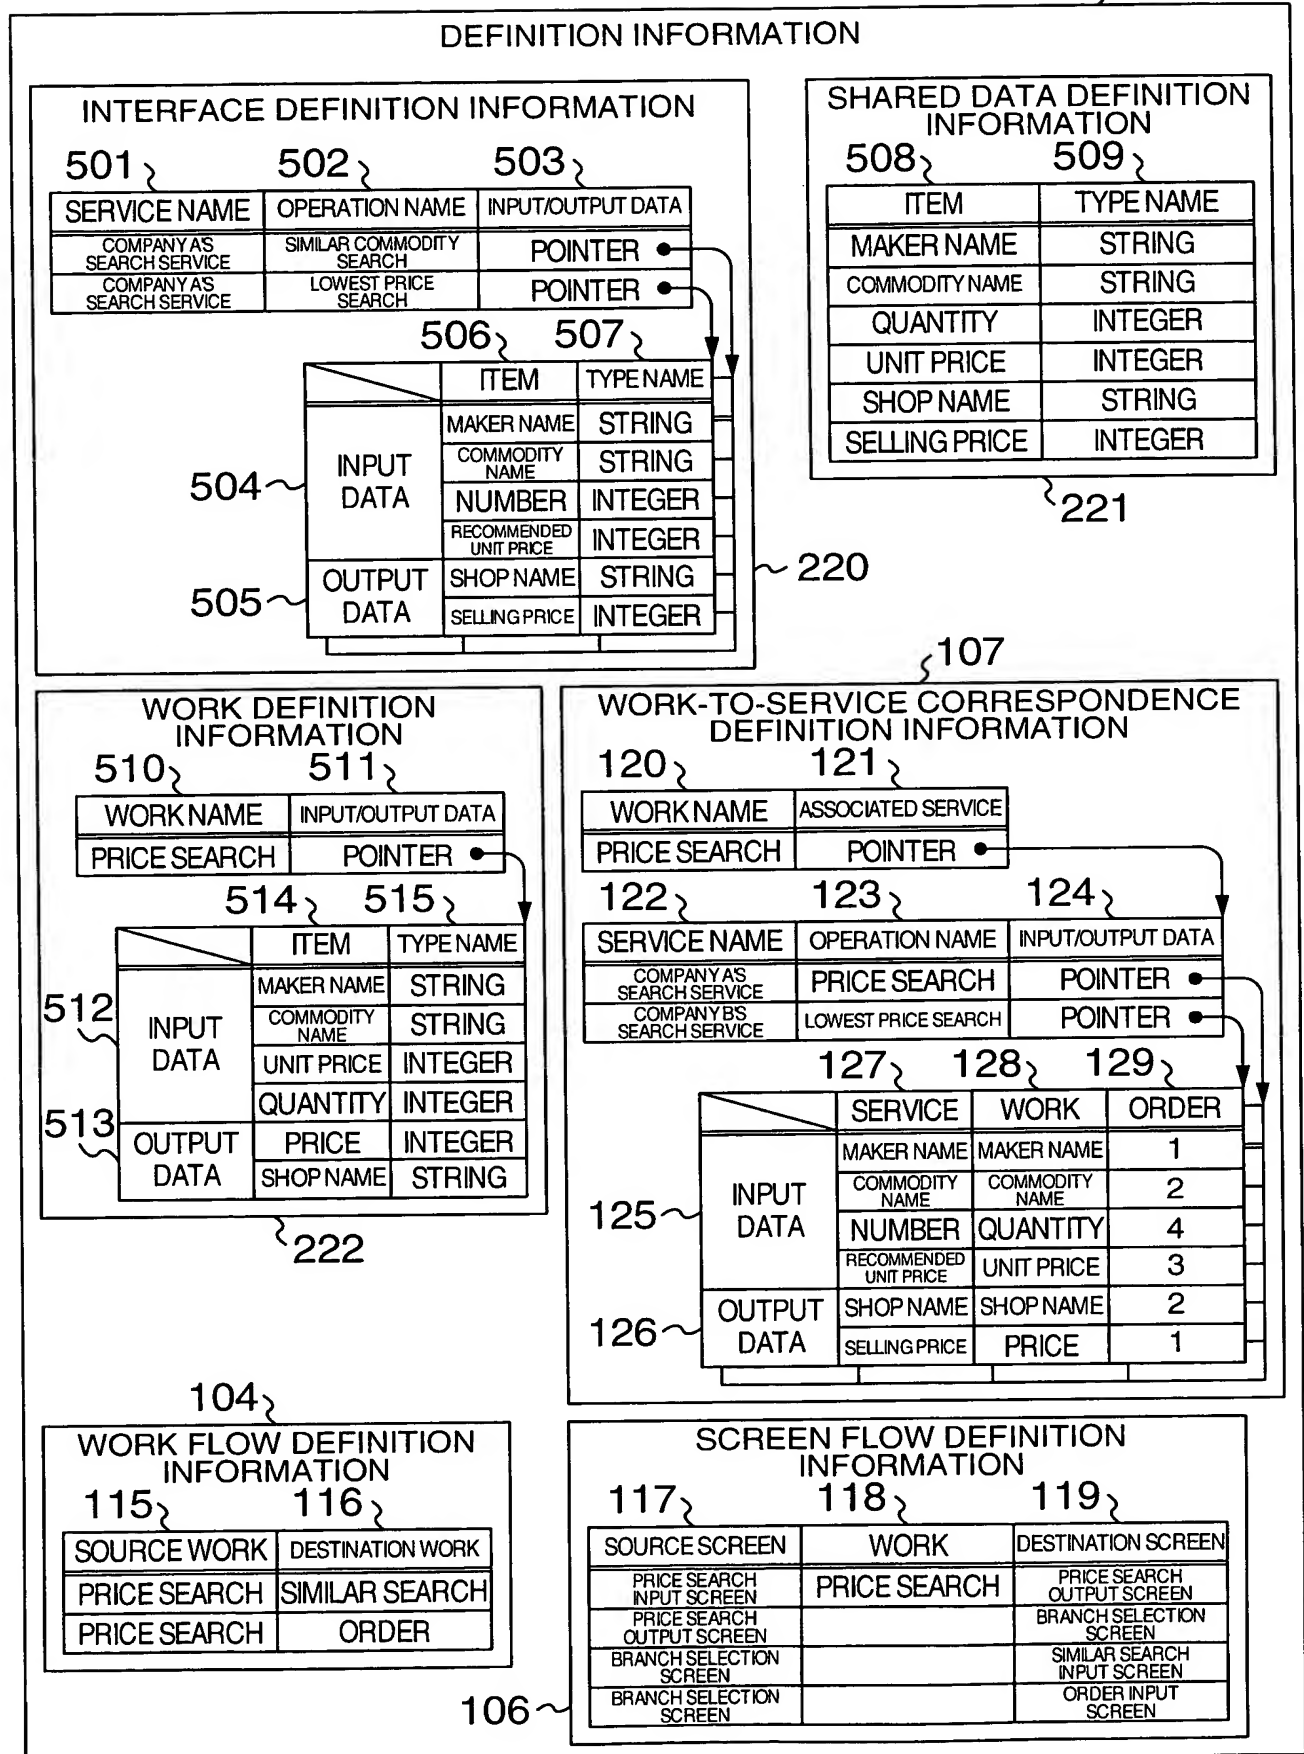 DEFINITION INFORMATION
INTERFACE DEFINITION INFORMATION
501 502 503
SERVICE NAME OPERATION NAME INPUT/OUTPUT DATA
COMPANY A'S SEARCH SERVICE SIMILAR COMMODITY SEARCH POINTER
COMPANY A'S SEARCH SERVICE LOWEST PRICE SEARCH POINTER
506 507
ITEM TYPE NAME
504 INPUT DATA
MAKER NAME STRING
COMMODITY NAME STRING
NUMBER INTEGER
RECOMMENDED UNIT PRICE INTEGER
505 OUTPUT DATA
SHOP NAME STRING
SELLING PRICE INTEGER
220
SHARED DATA DEFINITION
INFORMATION
508 509
ITEM TYPE NAME
MAKER NAME STRING
COMMODITY NAME STRING
QUANTITY INTEGER
UNIT PRICE INTEGER
SHOP NAME STRING
SELLING PRICE INTEGER
221
WORK DEFINITION
INFORMATION
510 511
WORK NAME INPUT/OUTPUT DATA
PRICE SEARCH POINTER
514 515
ITEM TYPE NAME
512 INPUT DATA
MAKER NAME STRING
COMMODITY NAME STRING
UNIT PRICE INTEGER
QUANTITY INTEGER
513 OUTPUT DATA
PRICE INTEGER
SHOP NAME STRING
222
107
WORK-TO-SERVICE CORRESPONDENCE
DEFINITION INFORMATION
120 121
WORK NAME ASSOCIATED SERVICE
PRICE SEARCH POINTER
122 123 124
SERVICE NAME OPERATION NAME INPUT/OUTPUT DATA
COMPANY A'S SEARCH SERVICE PRICE SEARCH POINTER
COMPANY B'S SEARCH SERVICE LOWEST PRICE SEARCH POINTER
127 128 129
SERVICE WORK ORDER
125 INPUT DATA
MAKER NAME MAKER NAME 1
COMMODITY NAME COMMODITY NAME 2
NUMBER QUANTITY 4
RECOMMENDED UNIT PRICE UNIT PRICE 3
126 OUTPUT DATA
SHOP NAME SHOP NAME 2
SELLING PRICE PRICE 1
104
WORK FLOW DEFINITION
INFORMATION
115 116
SOURCE WORK DESTINATION WORK
PRICE SEARCH SIMILAR SEARCH
PRICE SEARCH ORDER
SCREEN FLOW DEFINITION
INFORMATION
117 118 119
SOURCE SCREEN WORK DESTINATION SCREEN
PRICE SEARCH INPUT SCREEN PRICE SEARCH PRICE SEARCH OUTPUT SCREEN
PRICE SEARCH OUTPUT SCREEN BRANCH SELECTION SCREEN
BRANCH SELECTION SCREEN SIMILAR SEARCH INPUT SCREEN
BRANCH SELECTION SCREEN ORDER INPUT SCREEN
106